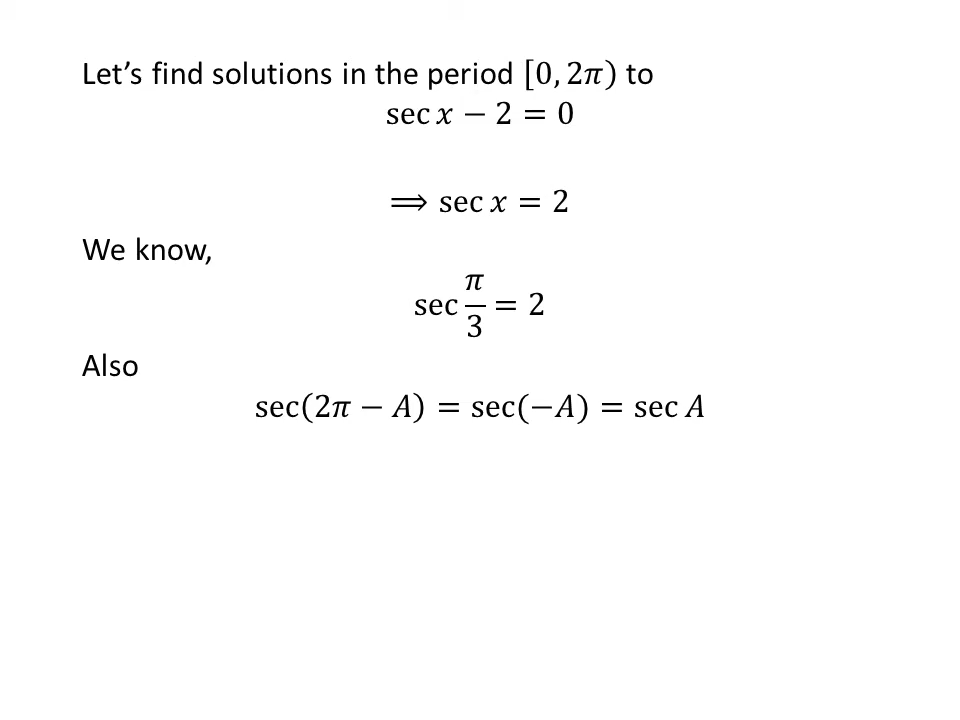 Let’s find solutions in the period [0, 2𝜋) to
sec 𝑥 − 2 = 0
⟹ sec 𝑥 = 2
We know,
sec 𝜋/3 = 2
Also
sec(2𝜋 − 𝐴) = sec(−𝐴) = sec 𝐴